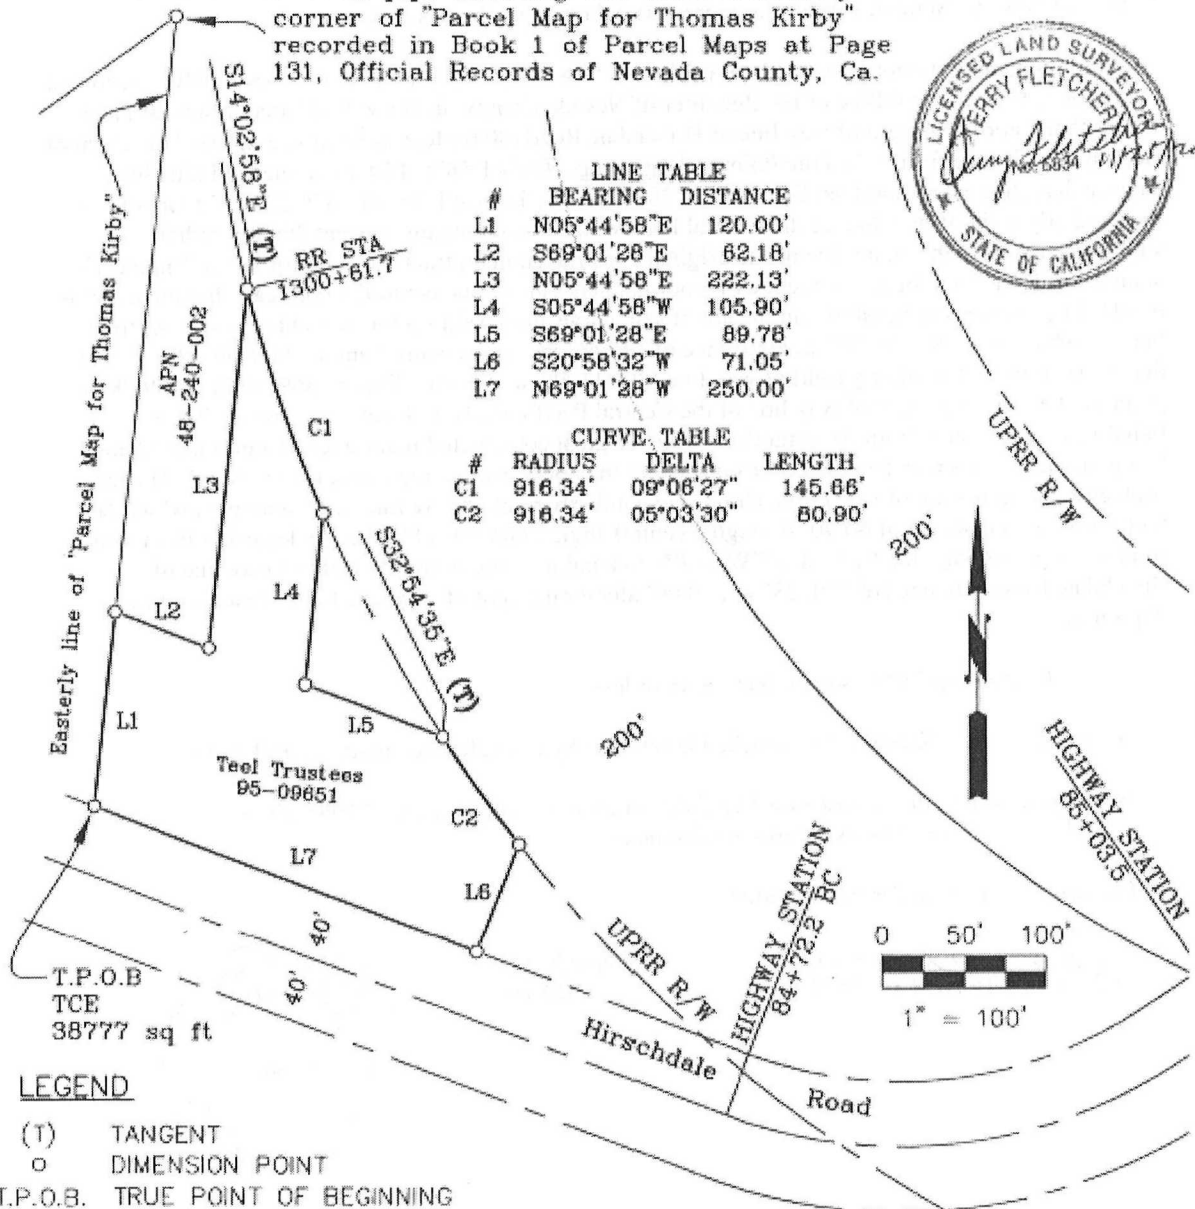 corner of "Parcel Map for Thomas Kirby"
recorded in Book 1 of Parcel Maps at Page
131, Official Records of Nevada County, Ca.
LICENSED LAND SURVEYOR
TERRY FLETCHER
No. 5834
STATE OF CALIFORNIA
S14°02'58"E (T)
RR STA
1300+61.7
Easterly line of "Parcel Map for Thomas Kirby"
APN
48-240-002
LINE TABLE
# BEARING DISTANCE
L1 N05°44'58"E 120.00'
L2 S69°01'28"E 62.18'
L3 N05°44'58"E 222.13'
L4 S05°44'58"W 105.90'
L5 S69°01'28"E 89.78'
L6 S20°58'32"W 71.05'
L7 N69°01'28"W 250.00'
CURVE TABLE
# RADIUS DELTA LENGTH
C1 916.34' 09°06'27" 145.66'
C2 916.34' 05°03'30" 80.90'
C1
L3
L4
L2
L1
L5
S32°54'35"E (T)
UPRR R/W
200'
200'
N
Teel Trustees
95-09651
C2
L7
L6
HIGHWAY STATION
85+03.5
HIGHWAY STATION
84+72.2 BC
UPRR R/W
40'
40'
0 50' 100'
1" = 100'
T.P.O.B
TCE
38777 sq ft
Hirschdale Road
LEGEND
(T) TANGENT
o DIMENSION POINT
T.P.O.B. TRUE POINT OF BEGINNING